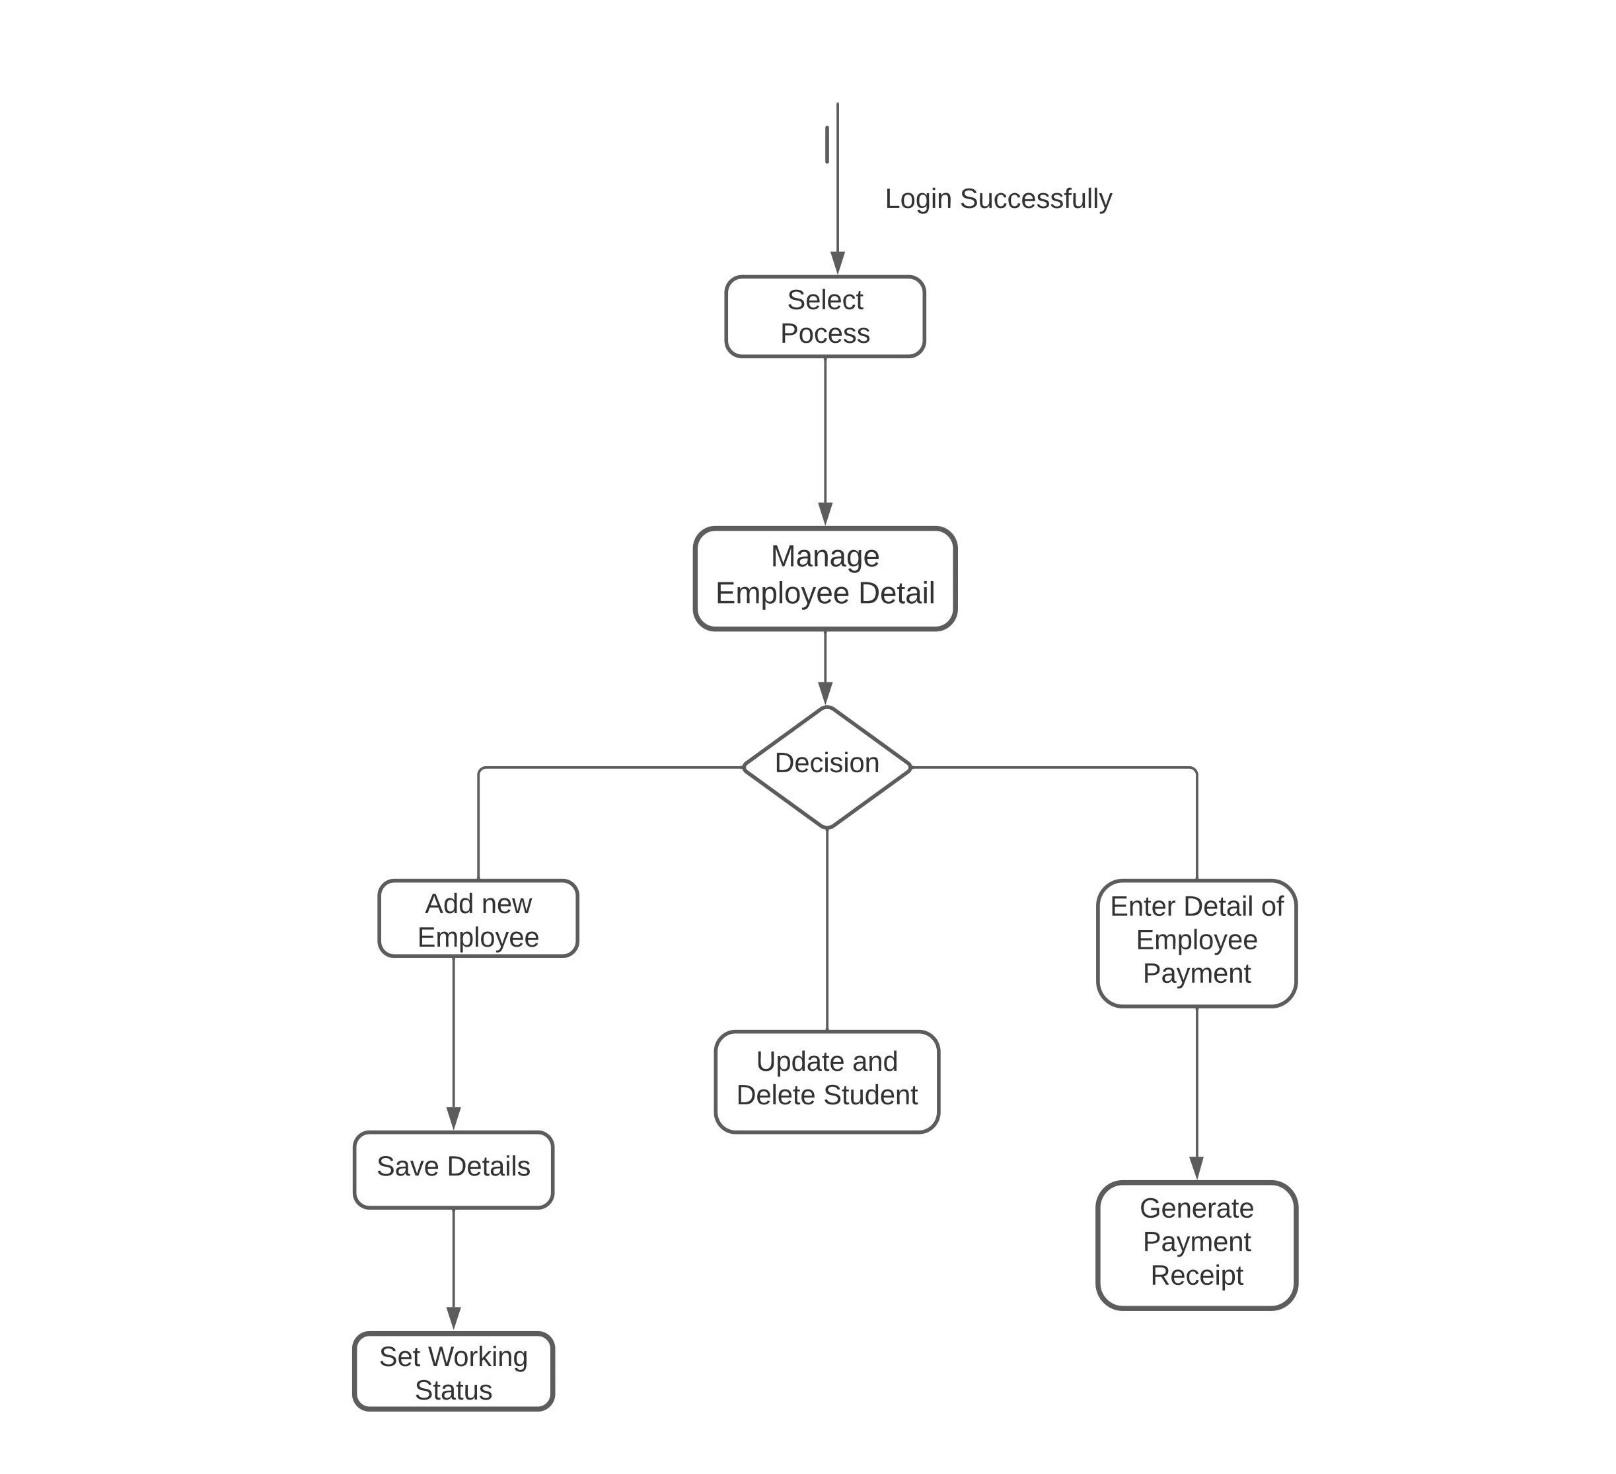 Login Successfully
Select
Pocess
Manage
Employee Detail
Decision
Add new
Employee
Enter Detail of
Employee
Payment
Update and
Delete Student
Save Details
Generate
Payment
Receipt
Set Working
Status